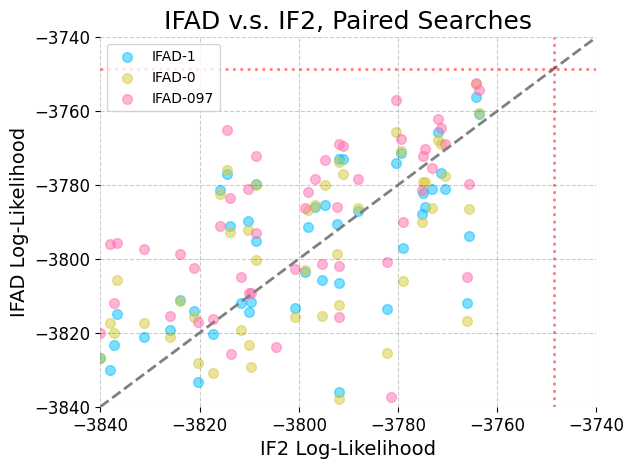 IFAD v.s. IF2, Paired Searches
IFAD-1
IFAD-0
IFAD-097
IFAD Log-Likelihood
−3740
−3760
−3780
−3800
−3820
−3840
−3840
−3820
−3800
−3780
−3760
−3740
IF2 Log-Likelihood